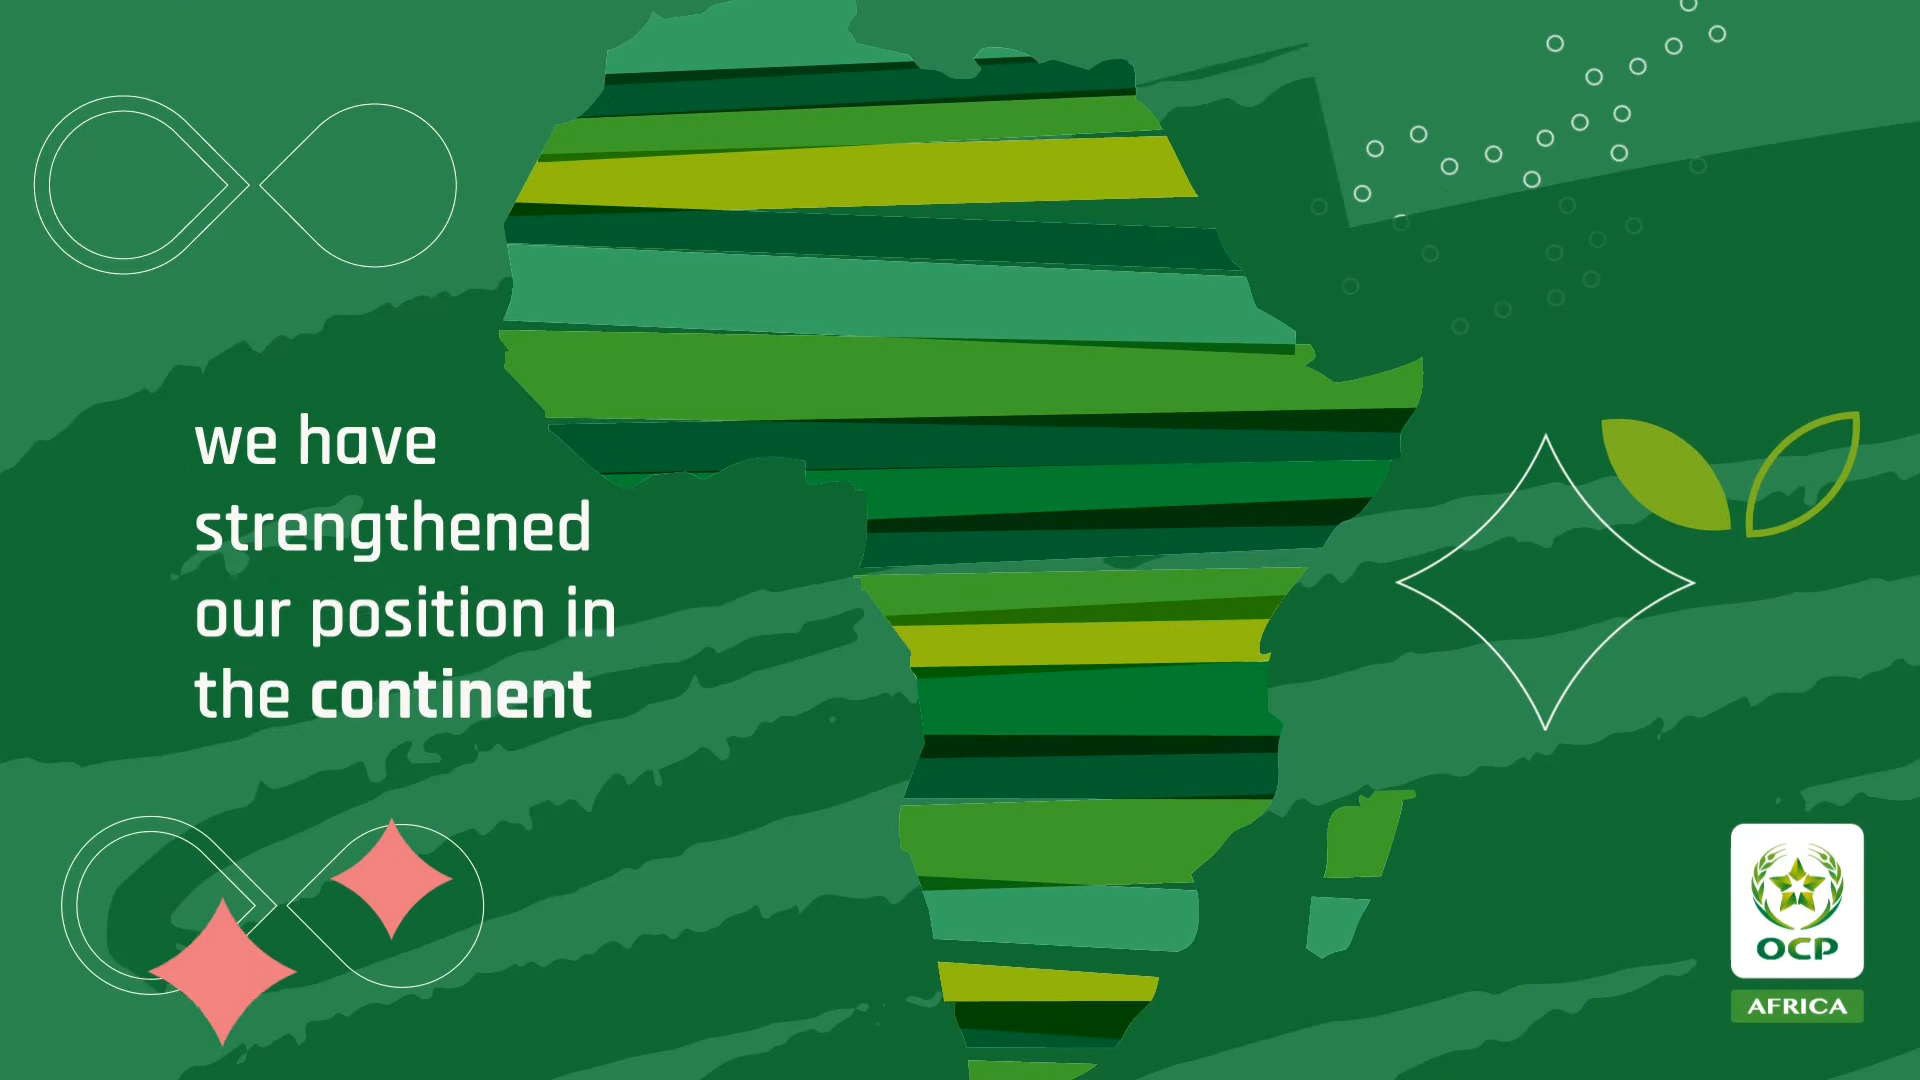 we have
strengthened
our position in
the continent
OCP
AFRICA